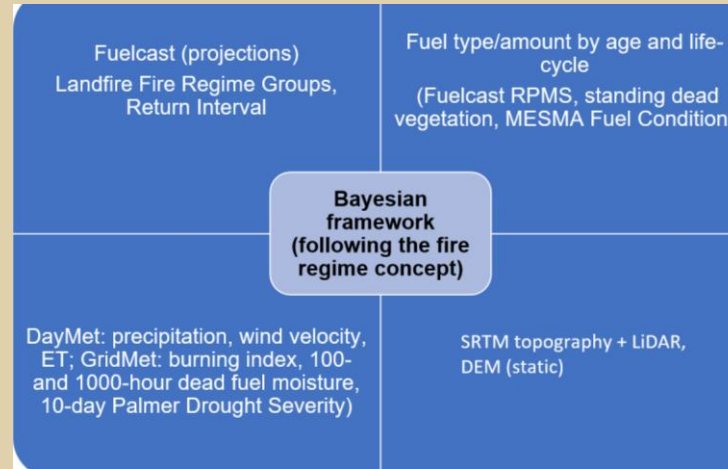 Fuelcast (projections)
Landfire Fire Regime Groups,
Return Interval
Fuel type/amount by age and life-
cycle
(Fuelcast RPMS, standing dead
vegetation, MESMA Fuel Condition
Bayesian
framework
(following the fire
regime concept)
DayMet: precipitation, wind velocity,
ET; GridMet: burning index, 100-
and 1000-hour dead fuel moisture,
10-day Palmer Drought Severity)
SRTM topography + LiDAR,
DEM (static)